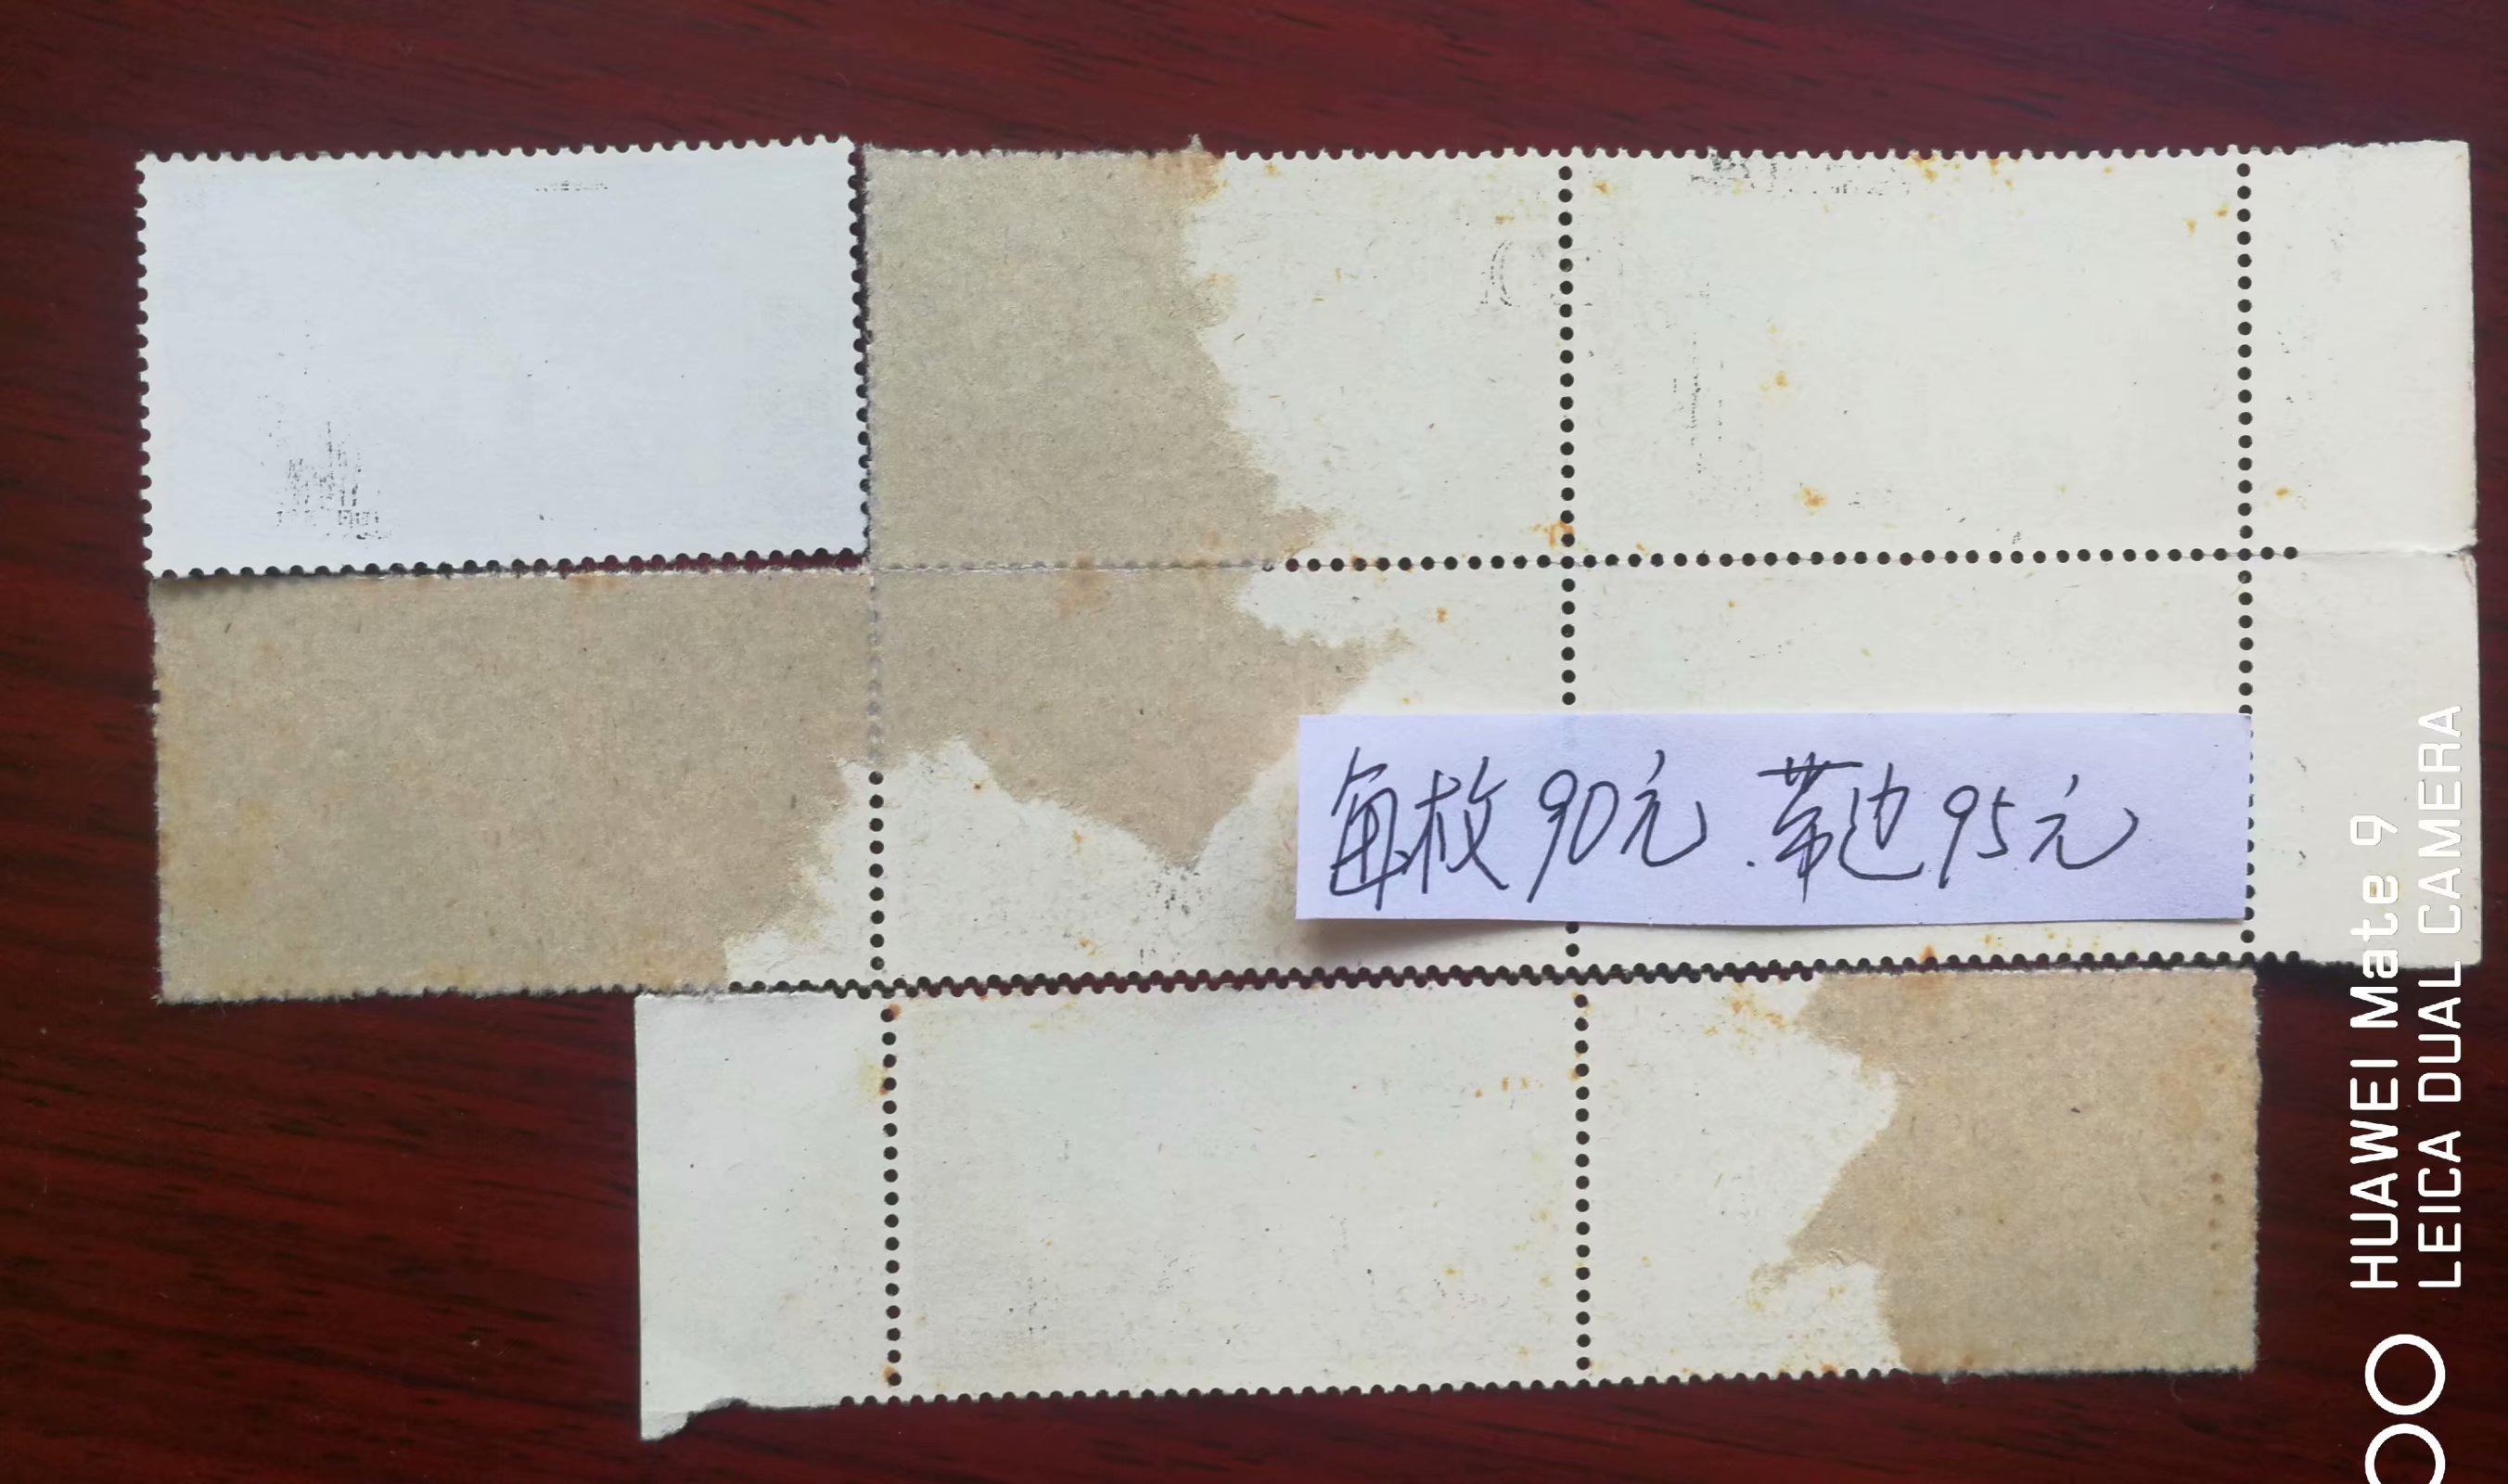 每枚90元.带边95元
HUAWEI Mate 9
LEICA DUAL CAMERA